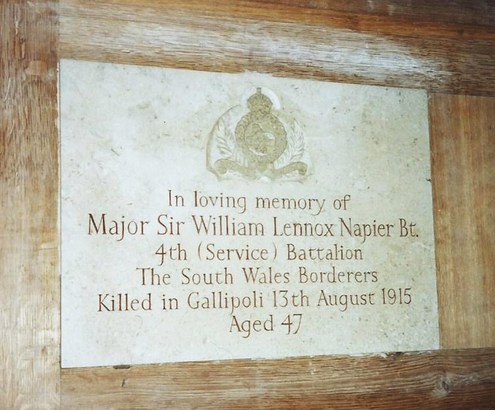 In loving memory of
Major Sir William Lennox Napier Bt.
4th (Service) Battalion
The South Wales Borderers
Killed in Gallipoli 13th August 1915
Aged 47